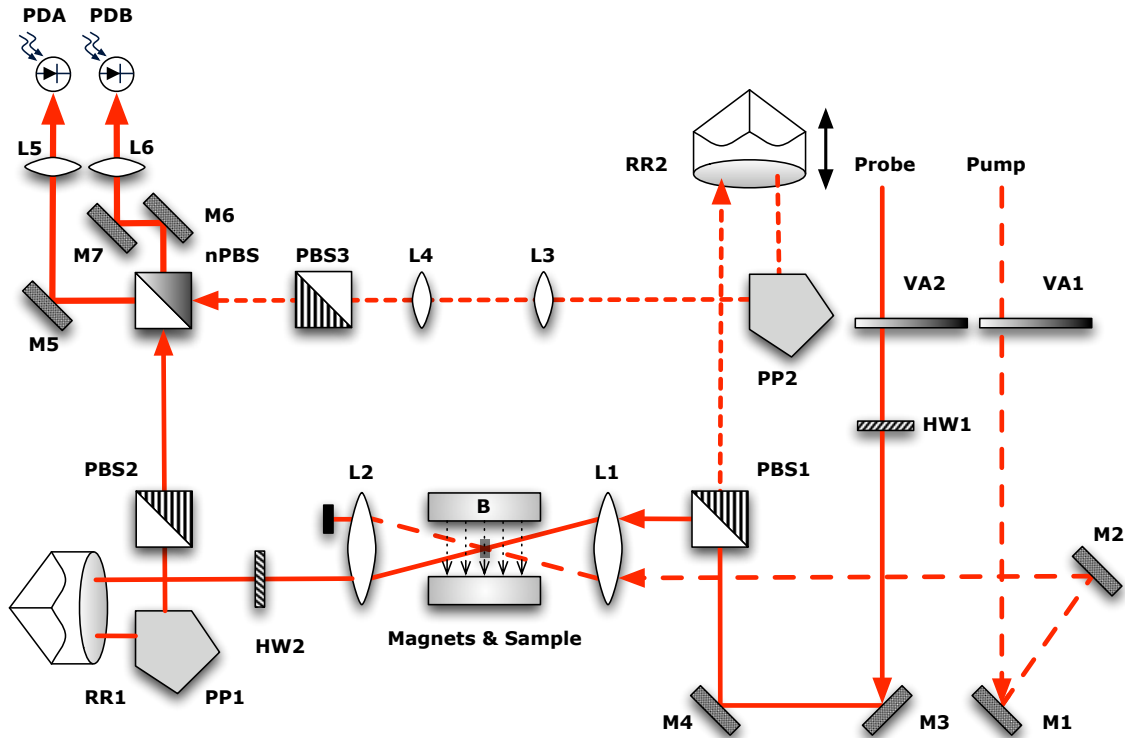 PDA PDB
L5 L6
RR2 Probe Pump
M6
M7 nPBS PBS3 L4 L3
VA2 VA1
M5
PP2
HW1
PBS2 L2 L1 PBS1
B
M2
HW2 Magnets & Sample
RR1 PP1
M4 M3 M1